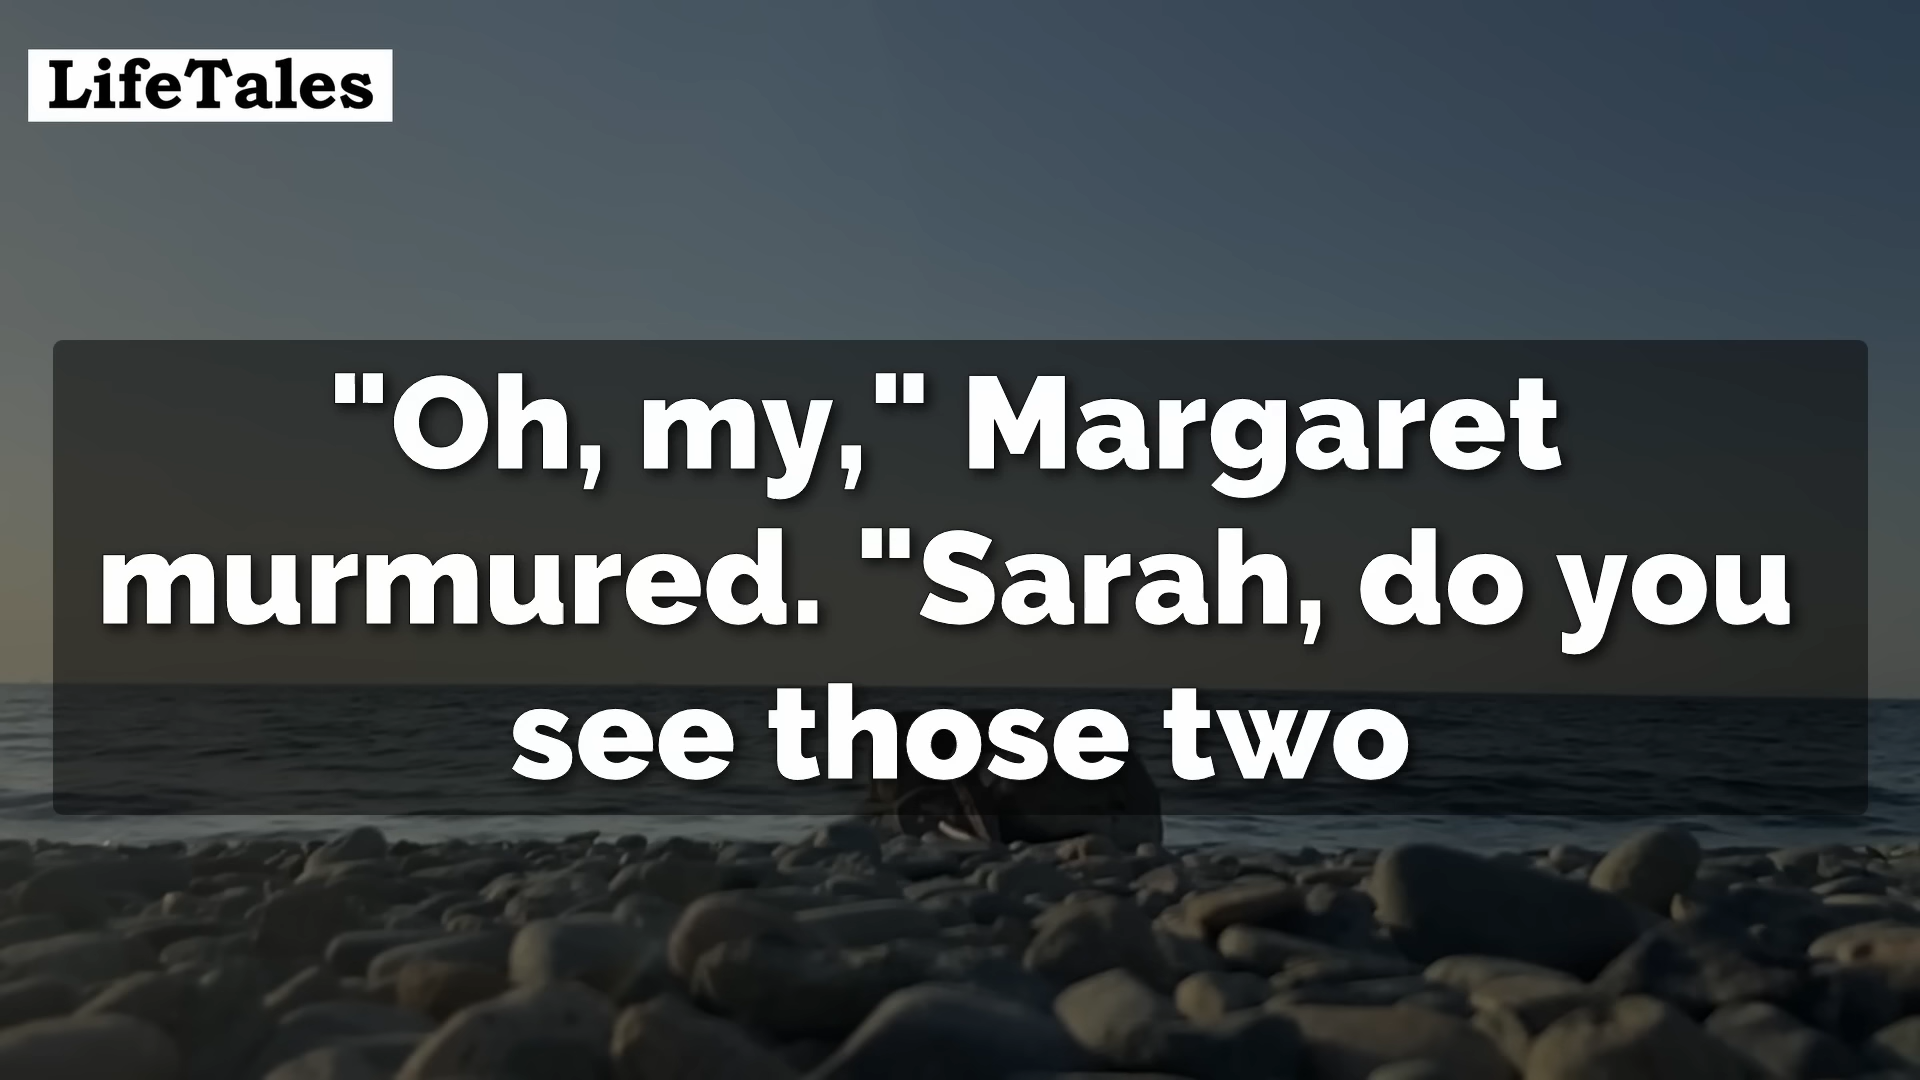 LifeTales
"Oh, my," Margaret
murmured. "Sarah, do you
see those two